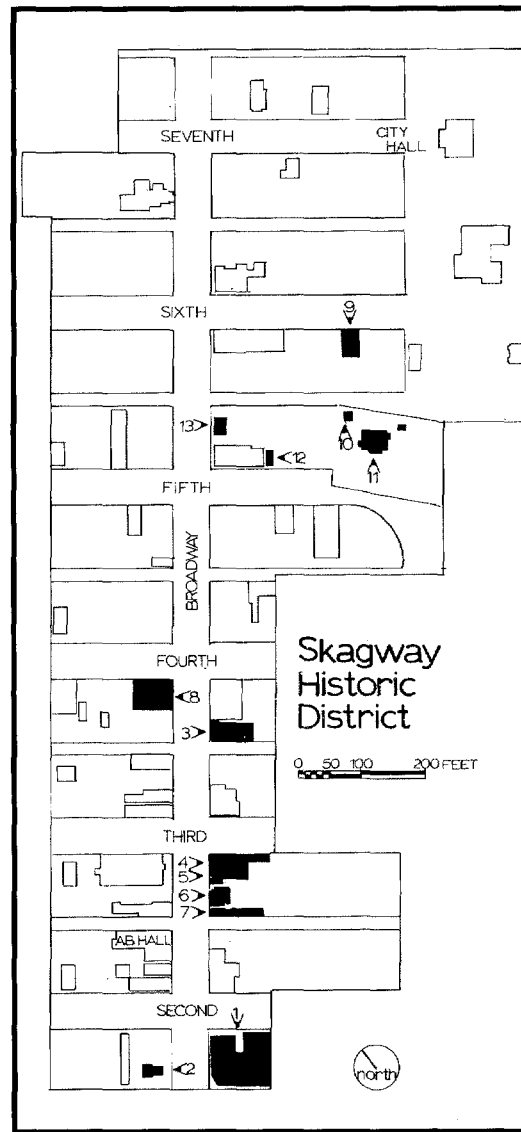 SEVENTH
CITY
HALL
SIXTH
9
13
10
12
11
FIFTH
BROADWAY
FOURTH
8
3
Skagway
Historic
District
0 50 100 200 FEET
THIRD
4
5
6
7
A.B. HALL
SECOND
1
2
north